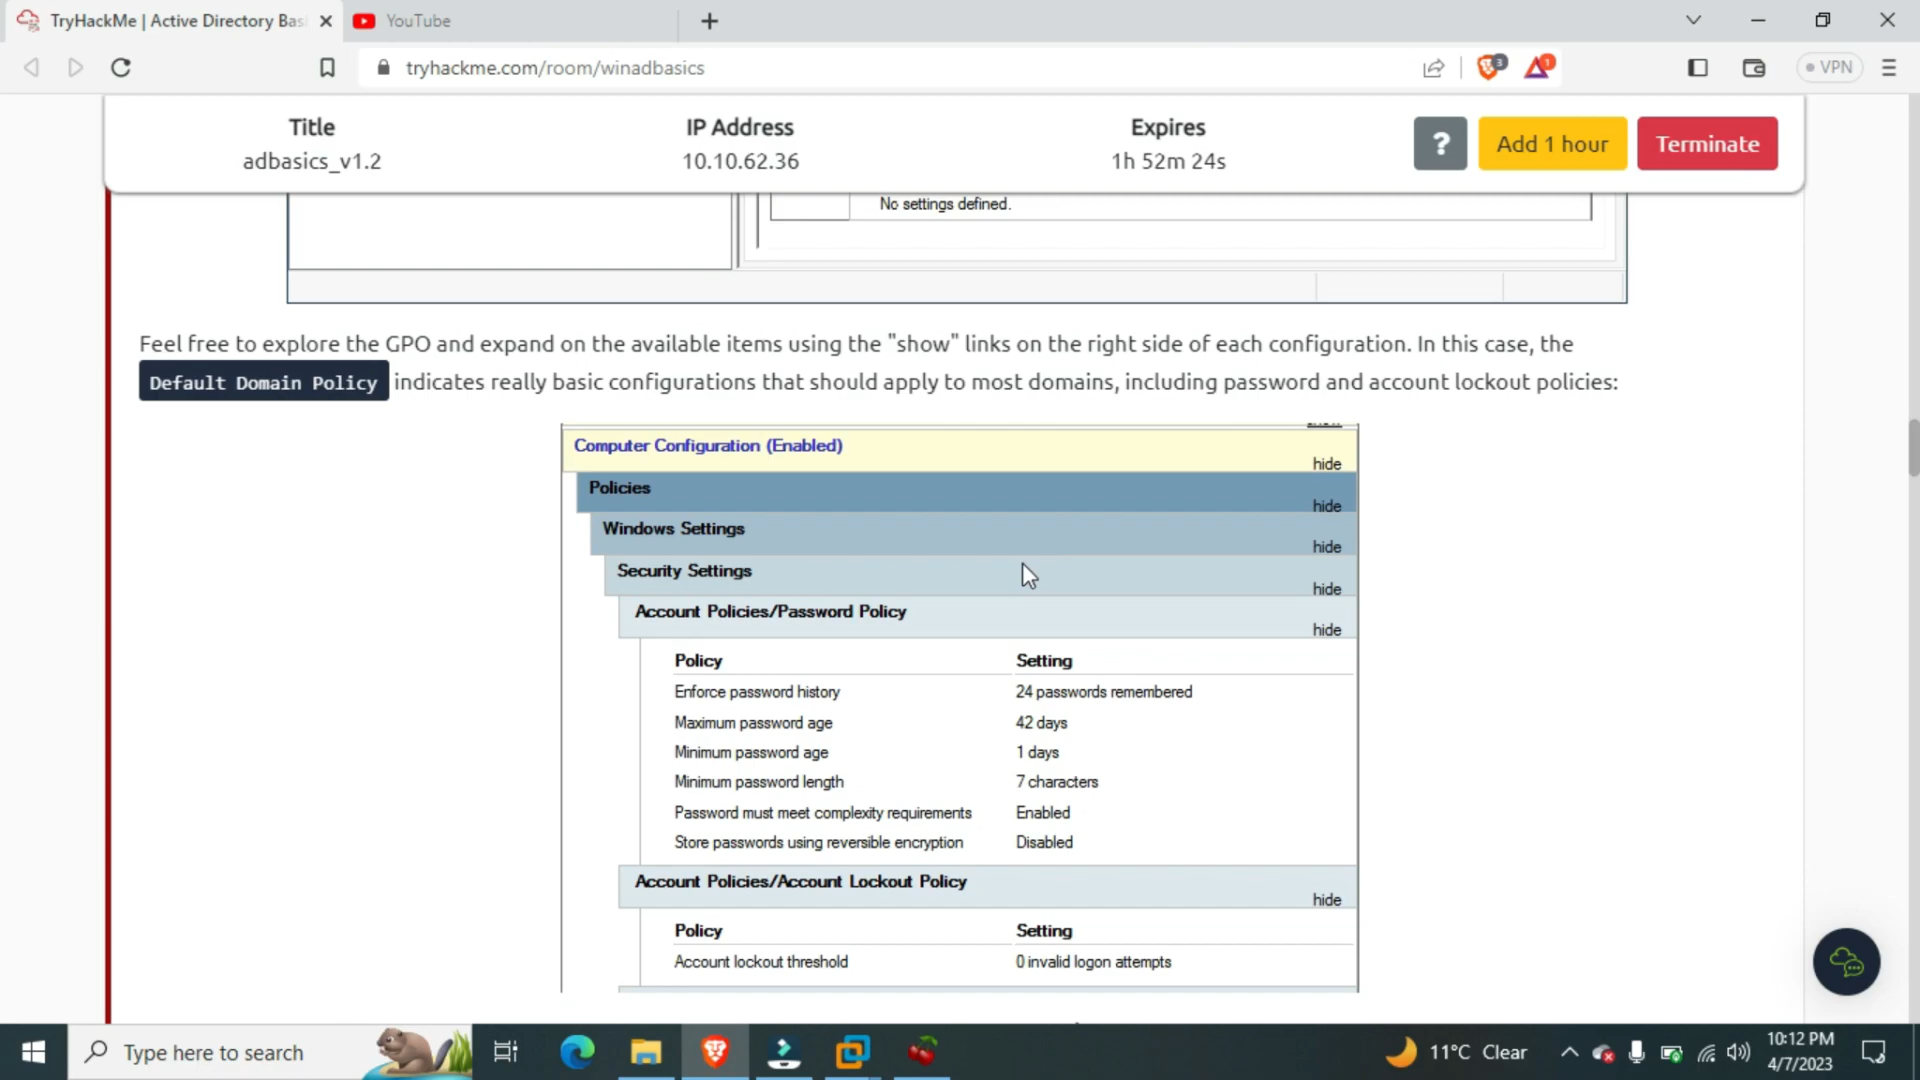 TryHackMe | Active Directory Bas
YouTube
tryhackme.com/room/winadbasics
3
1
VPN
Title
IP Address
Expires
adbasics_v1.2
10.10.62.36
1h 52m 24s
?
Add 1 hour
Terminate
No settings defined.
Feel free to explore the GPO and expand on the available items using the "show" links on the right side of each configuration. In this case, the
Default Domain Policy indicates really basic configurations that should apply to most domains, including password and account lockout policies:
Computer Configuration (Enabled)
hide
Policies
hide
Windows Settings
hide
Security Settings
hide
Account Policies/Password Policy
hide
Policy Setting
Enforce password history 24 passwords remembered
Maximum password age 42 days
Minimum password age 1 days
Minimum password length 7 characters
Password must meet complexity requirements Enabled
Store passwords using reversible encryption Disabled
Account Policies/Account Lockout Policy
hide
Policy Setting
Account lockout threshold 0 invalid logon attempts
Type here to search
11°C Clear
10:12 PM
4/7/2023